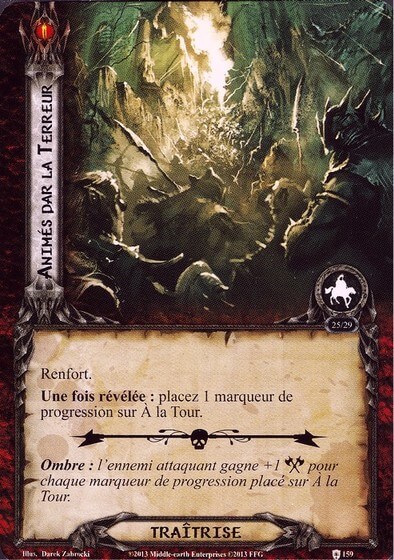 ANIMÉS PAR LA TERREUR
25/29
Renfort.
Une fois révélée : placez 1 marqueur de
progression sur À la Tour.
Ombre : l'ennemi attaquant gagne +1 pour
chaque marqueur de progression placé sur À la
Tour.
TRAÎTRISE
Illus. Darek Zabrocki
©2013 Middle-earth Enterprises ©2013 FFG
159